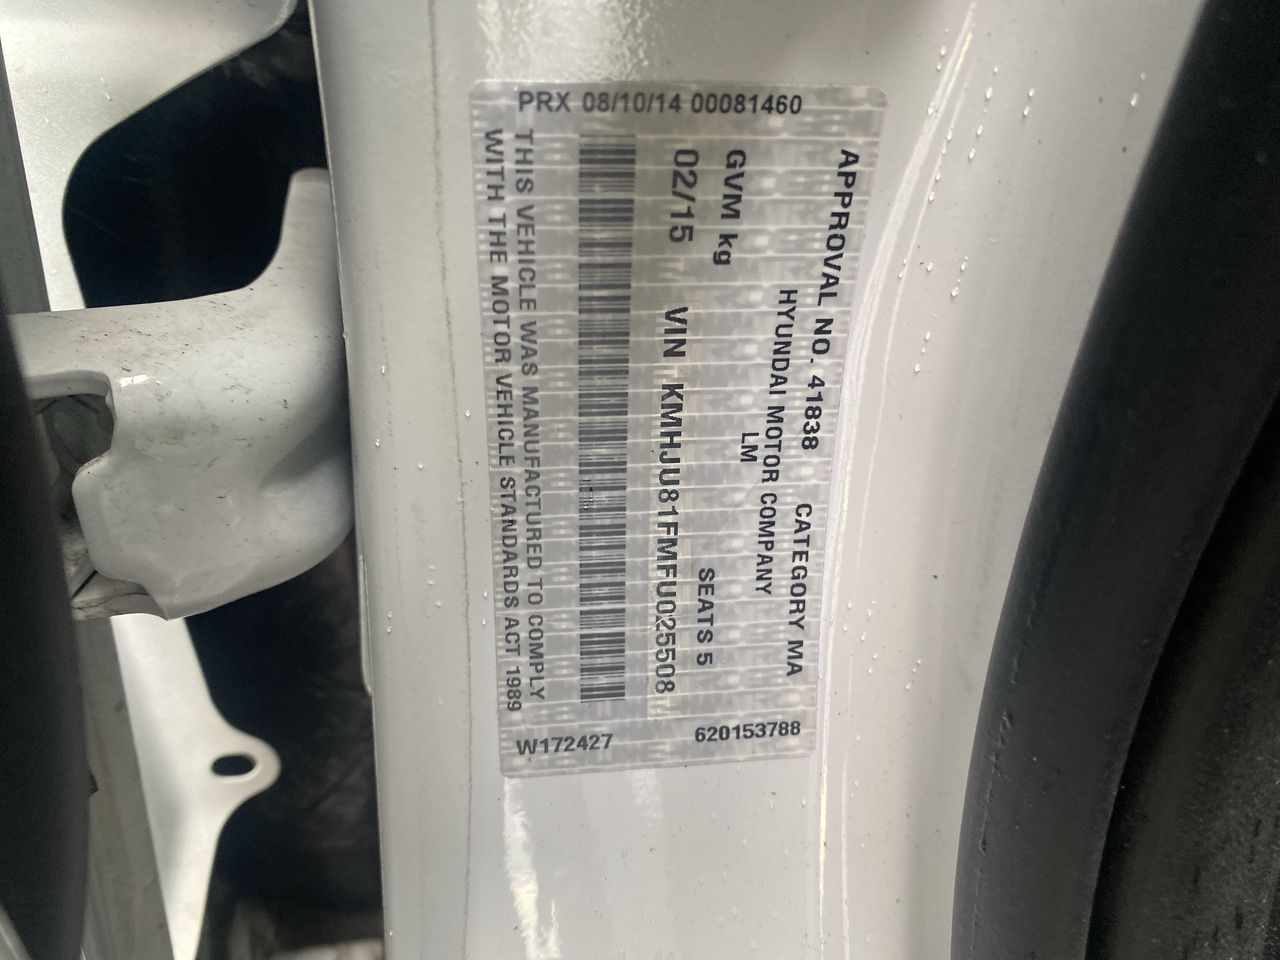 PRX 08/10/14 00081460
APPROVAL NO. 41838 CATEGORY MA
HYUNDAI MOTOR COMPANY
GVM kg LM
SEATS 5
02/15 VIN KMHJU81FMFU025508
THIS VEHICLE WAS MANUFACTURED TO COMPLY
WITH THE MOTOR VEHICLE STANDARDS ACT 1989
W172427 620153788